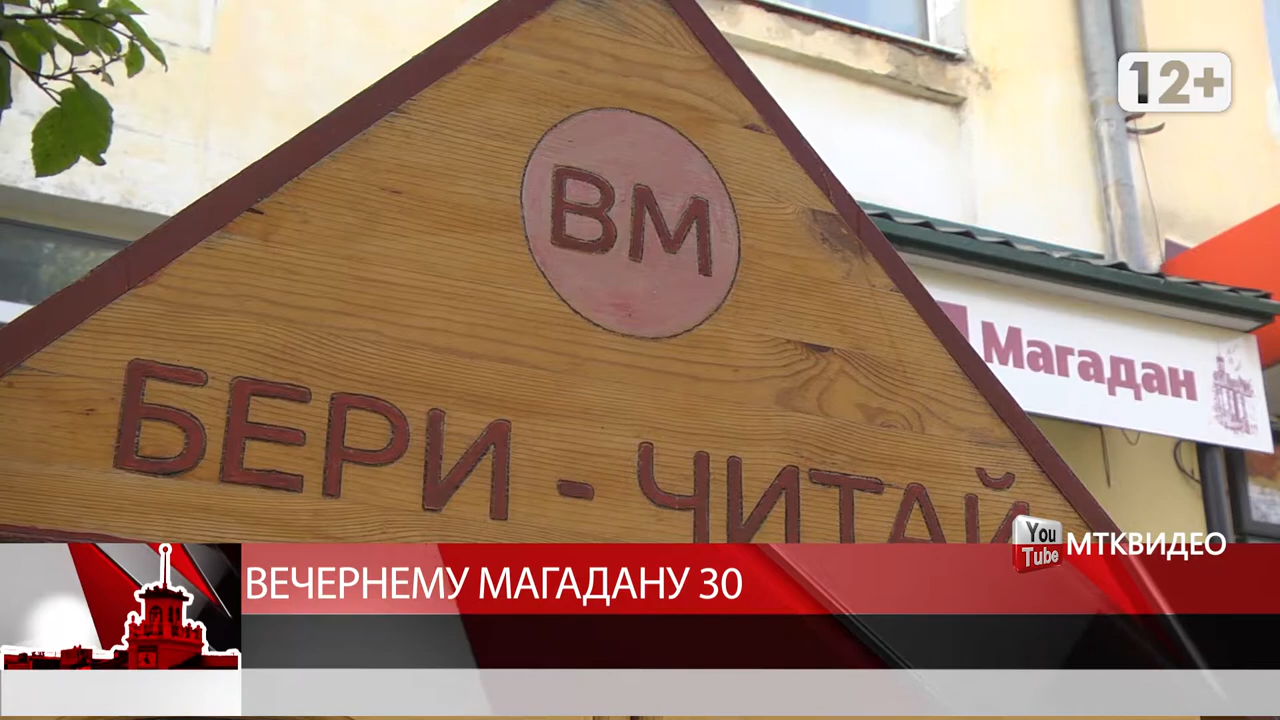 12+
ВМ
Магадан
БЕРИ - ЧИТАЙ
You
Tube
МТКВИДЕО
ВЕЧЕРНЕМУ МАГАДАНУ 30